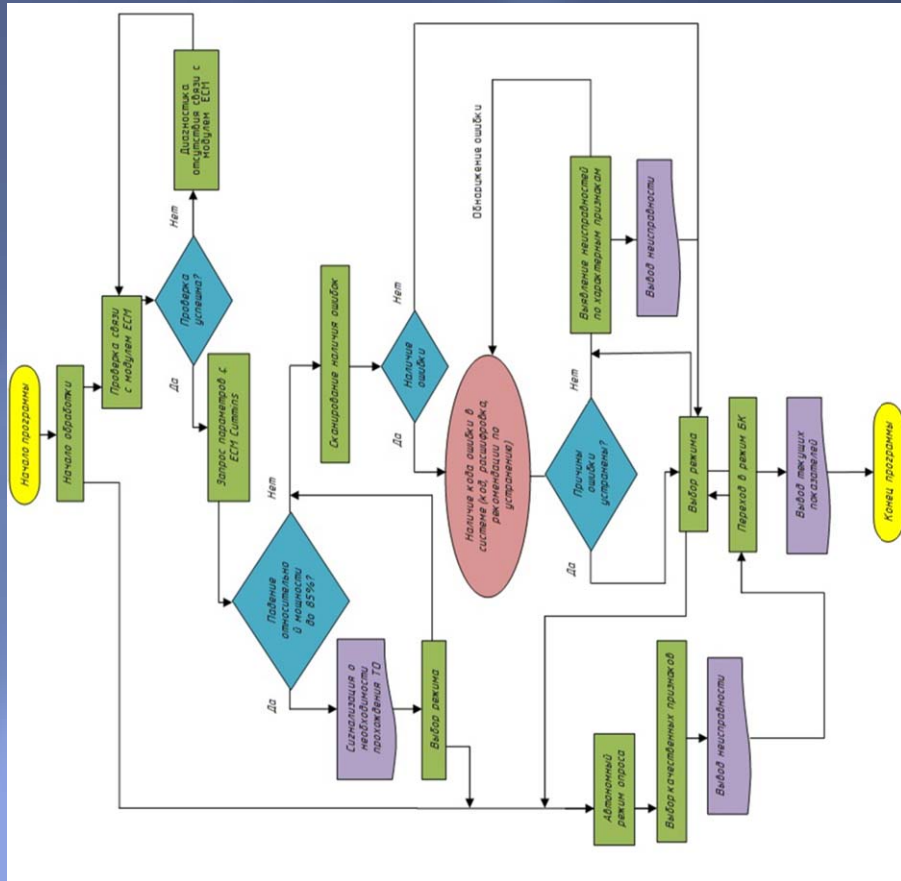 Начало программы
Начало обработки
Проверка связи
с модулем ECM
Проверка
успешна?
Нет
Диагностика
отсутствия связи с
модулем ECM
Да
Запрос параметров с
ECM Cummins
Падение
относительно
й мощности
до 85%?
Нет
Да
Сигнализация о
необходимости
прохождения ТО
Выбор режима
Сканирование наличия ошибок
Наличие
ошибки
Нет
Да
Наличие кода ошибки в
системе (код, расшифровка,
рекомендации по
устранению)
Обнаружение ошибки
Причины
ошибки
устранены?
Нет
Да
Выявление неисправностей
по характерным признакам
Вывод неисправности
Выбор режима
Переход в режим БК
Вывод текущих
показателей
Конец программы
Автономный
режим опроса
Выбор качественных признаков
Вывод неисправности